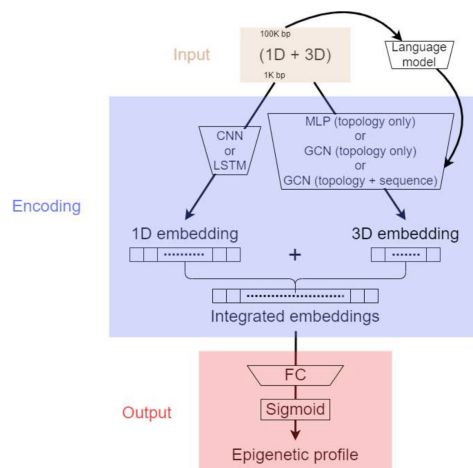 100K bp
Input
(1D + 3D)
1K bp
Language
model
CNN
or
LSTM
MLP (topology only)
or
GCN (topology only)
or
GCN (topology + sequence)
Encoding
1D embedding
3D embedding
+
Integrated embeddings
FC
Output
Sigmoid
Epigenetic profile